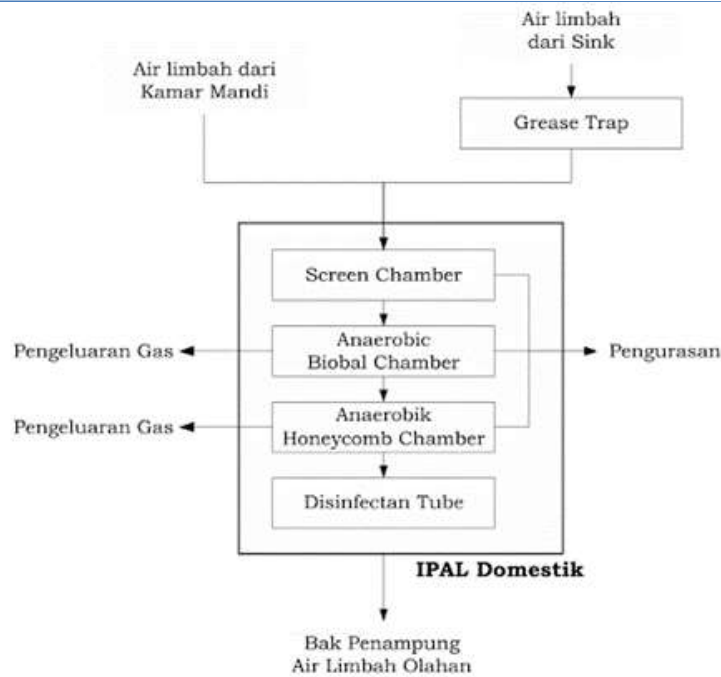 Air limbah
dari Sink
Air limbah dari
Kamar Mandi
Grease Trap
Screen Chamber
Anaerobic
Biobal Chamber
Pengeluaran Gas
Pengurasan
Anaerobik
Honeycomb Chamber
Pengeluaran Gas
Disinfectan Tube
IPAL Domestik
Bak Penampung
Air Limbah Olahan